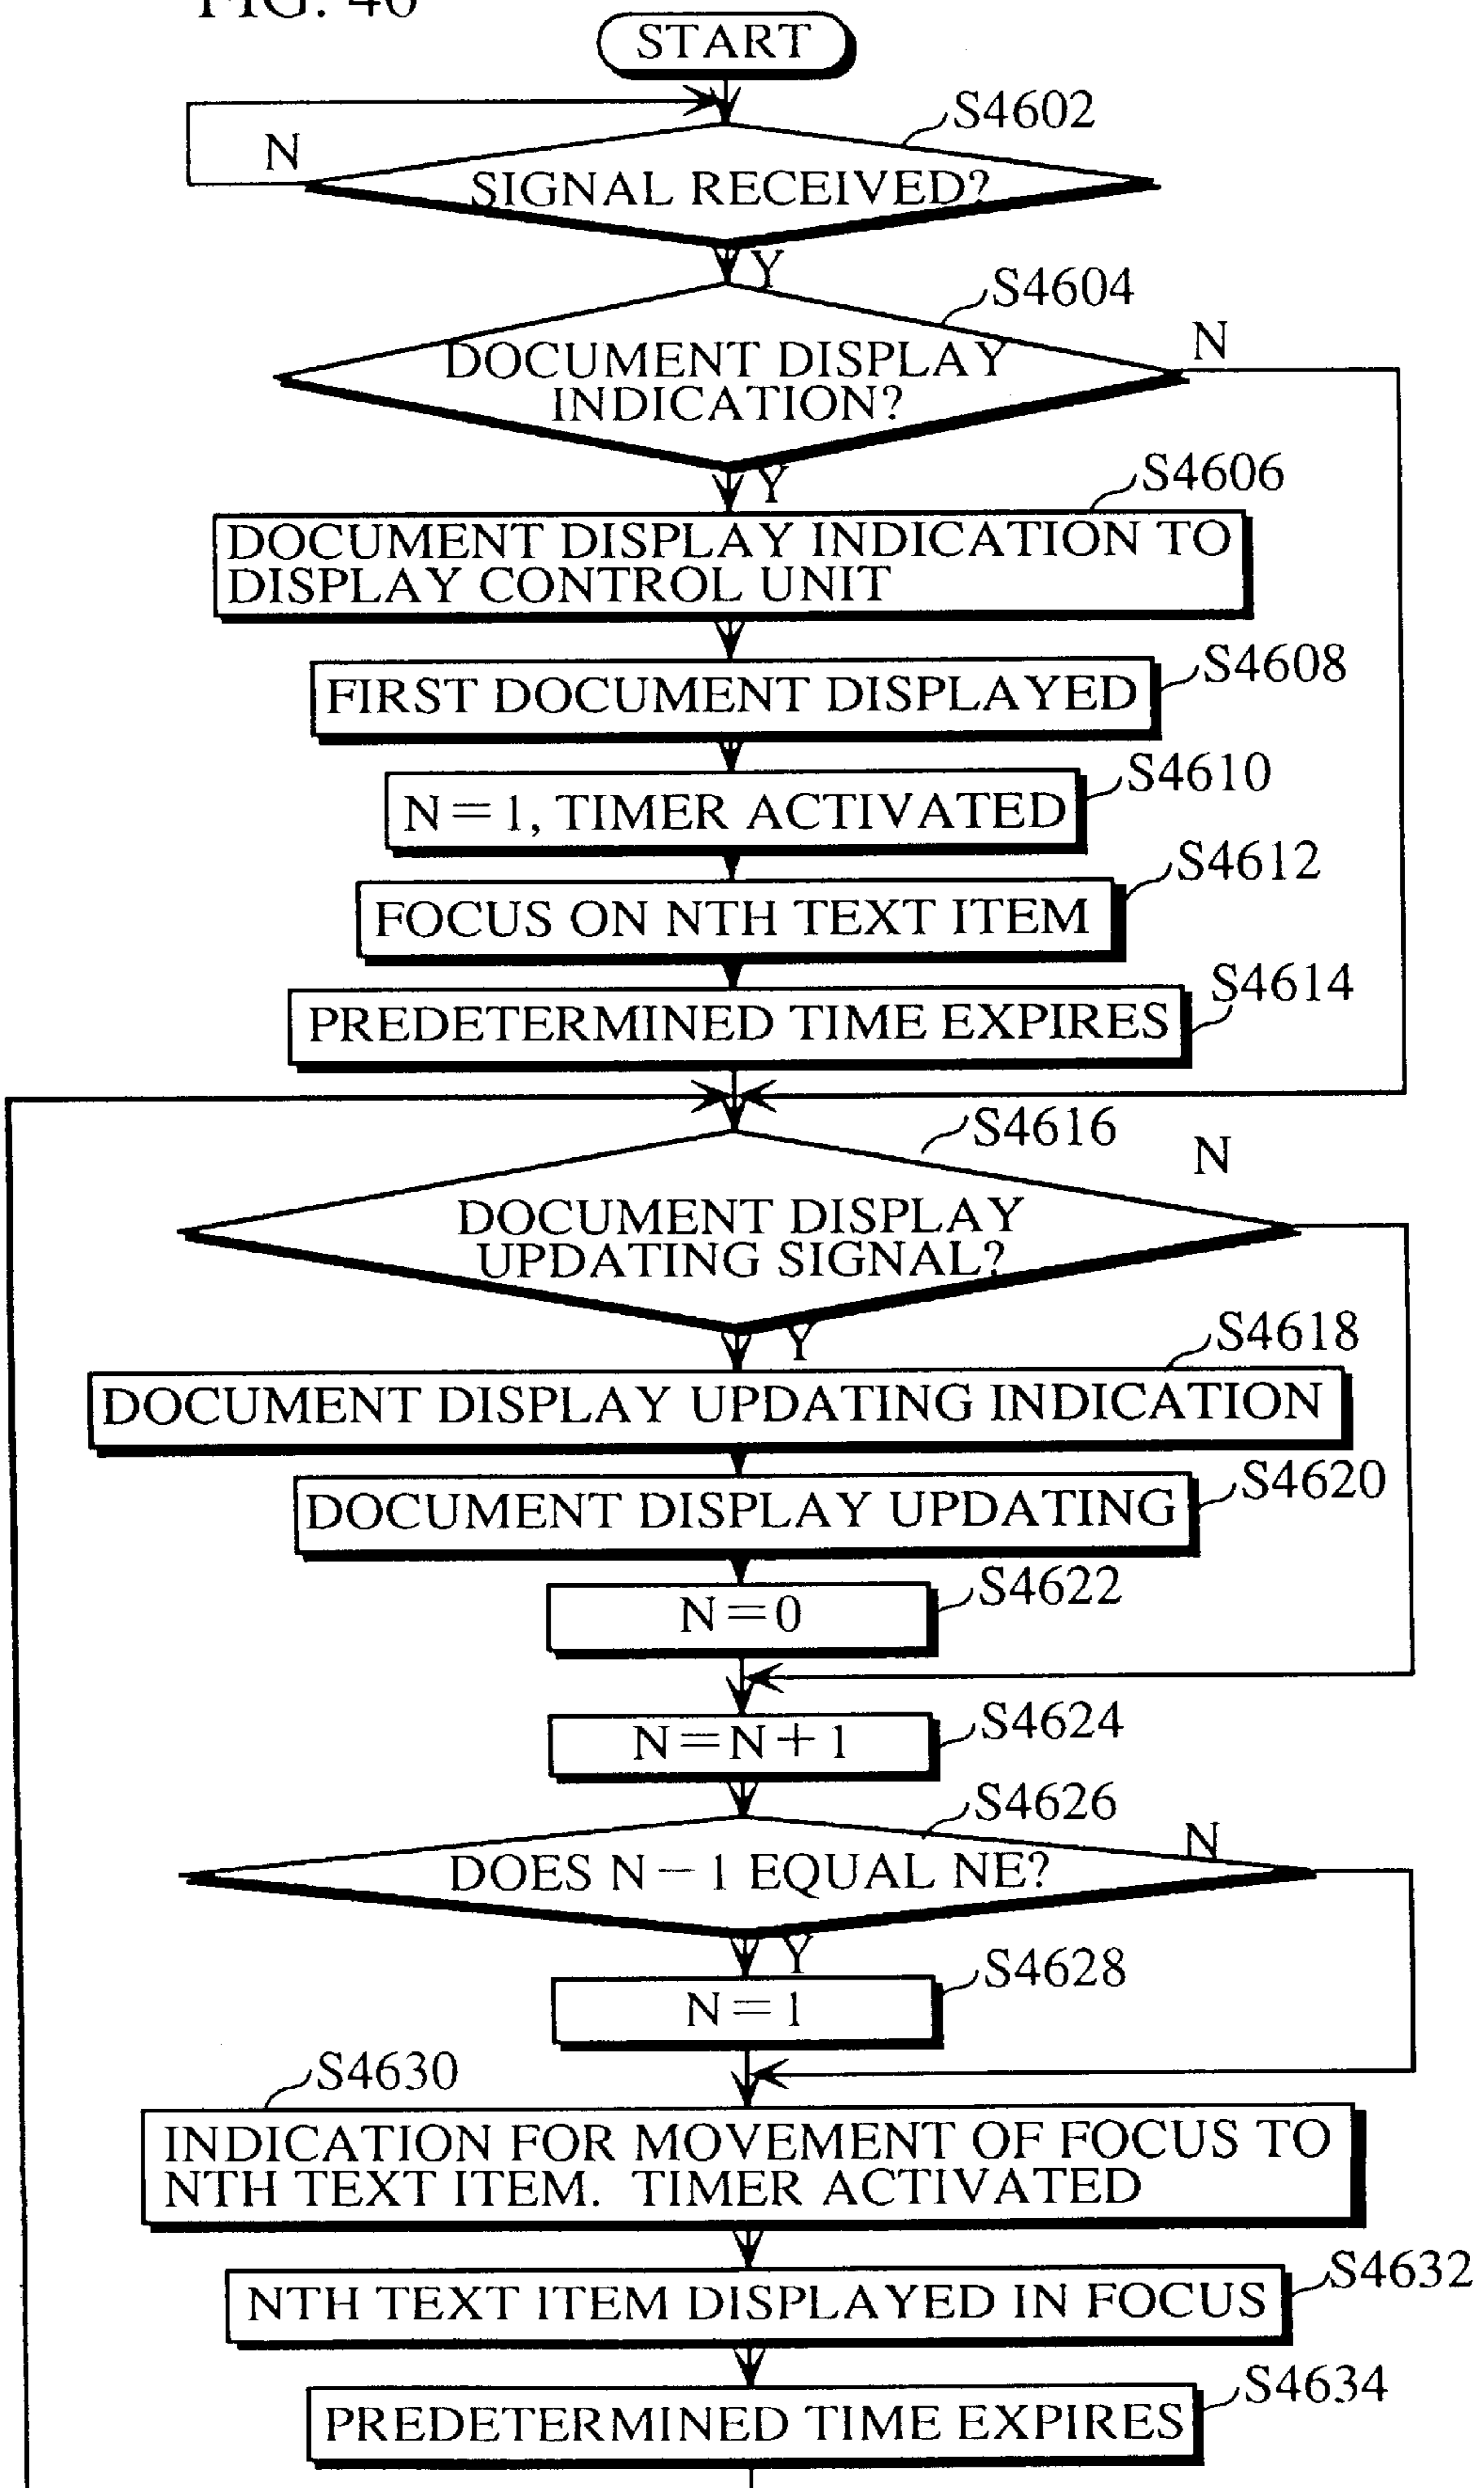 FIG. 46
START
S4602
N
SIGNAL RECEIVED?
Y
S4604
N
DOCUMENT DISPLAY
INDICATION?
Y
S4606
DOCUMENT DISPLAY INDICATION TO
DISPLAY CONTROL UNIT
S4608
FIRST DOCUMENT DISPLAYED
S4610
N=1, TIMER ACTIVATED
S4612
FOCUS ON NTH TEXT ITEM
S4614
PREDETERMINED TIME EXPIRES
S4616
N
DOCUMENT DISPLAY
UPDATING SIGNAL?
Y
S4618
DOCUMENT DISPLAY UPDATING INDICATION
S4620
DOCUMENT DISPLAY UPDATING
S4622
N=0
S4624
N=N+1
S4626
N
DOES N-1 EQUAL NE?
Y
S4628
N=1
S4630
INDICATION FOR MOVEMENT OF FOCUS TO
NTH TEXT ITEM. TIMER ACTIVATED
S4632
NTH TEXT ITEM DISPLAYED IN FOCUS
S4634
PREDETERMINED TIME EXPIRES